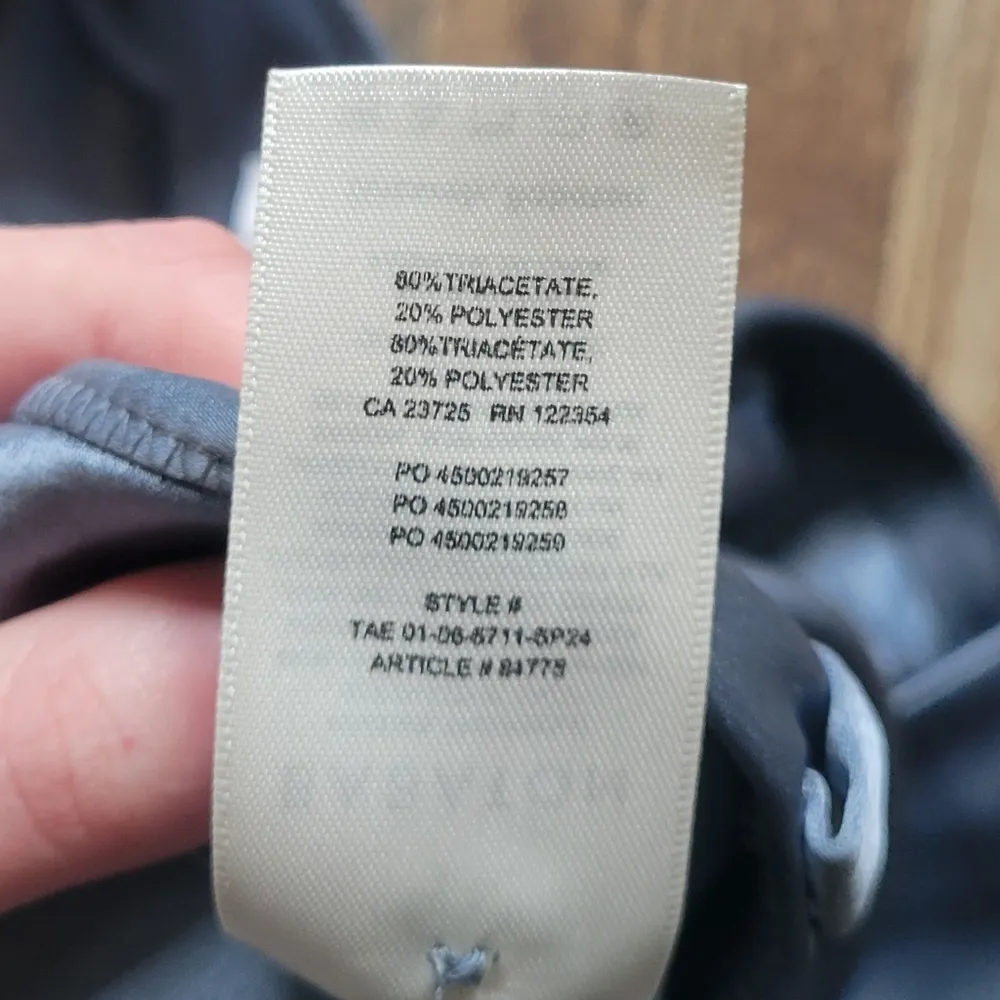 80%TRIACETATE,
20% POLYESTER
80%TRIACÉTATE,
20% POLYESTER
CA 23725 RN 122354
PO 4500219257
PO 4500219258
PO 4500219259
STYLE #
TAE 01-06-6711-SP24
ARTICLE # 84775